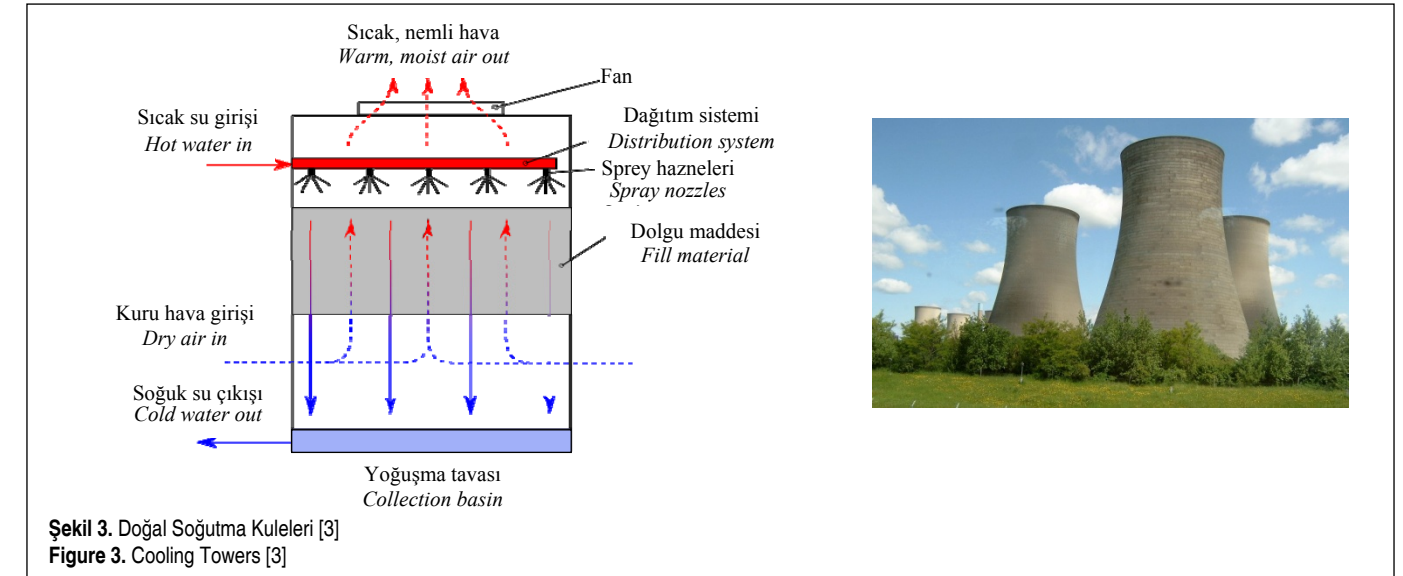 Sıcak, nemli hava
Warm, moist air out
Fan
Sıcak su girişi
Hot water in
Dağıtım sistemi
Distribution system
Sprey hazneleri
Spray nozzles
Dolgu maddesi
Fill material
Kuru hava girişi
Dry air in
Soğuk su çıkışı
Cold water out
Yoğuşma tavası
Collection basin
Şekil 3. Doğal Soğutma Kuleleri [3]
Figure 3. Cooling Towers [3]